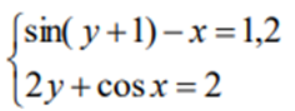 sin( y+1)−x=1,2
2y+cos x=2